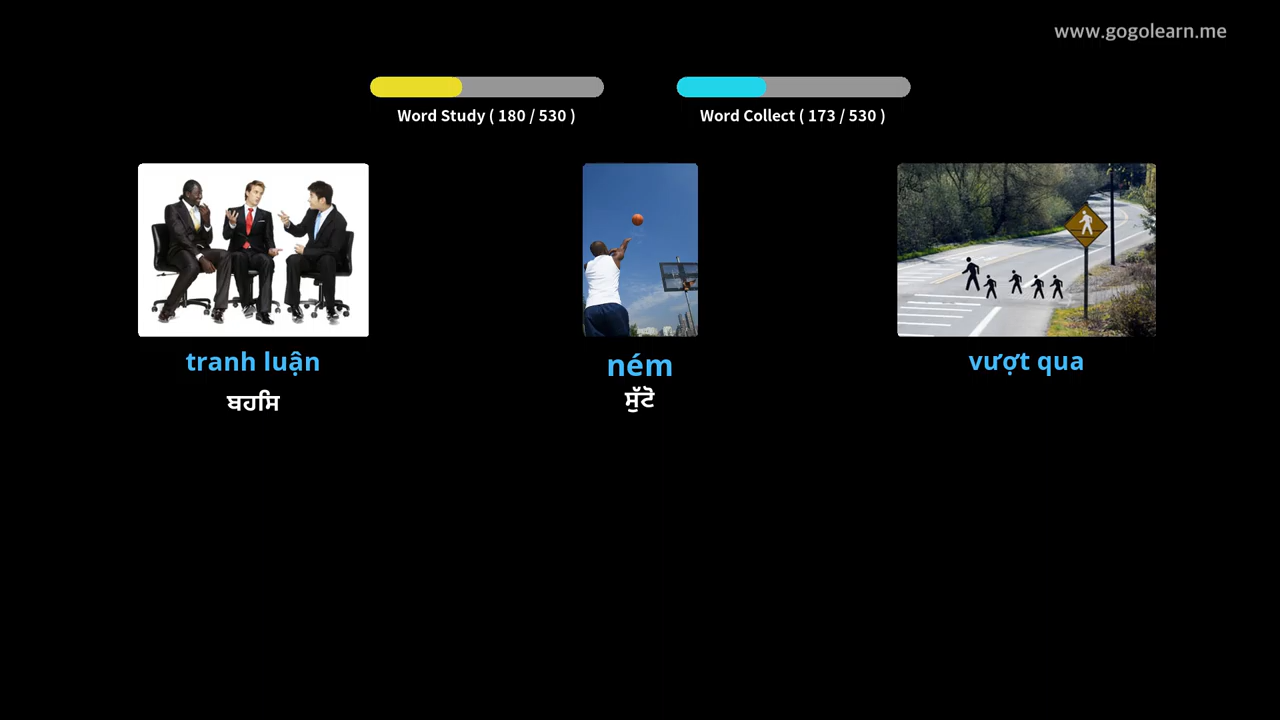 www.gogolearn.me
Word Study ( 180 / 530 )
Word Collect ( 173 / 530 )
tranh luận
ném
vượt qua
ਬਹਸਿ
ਸੁੱਟੋ